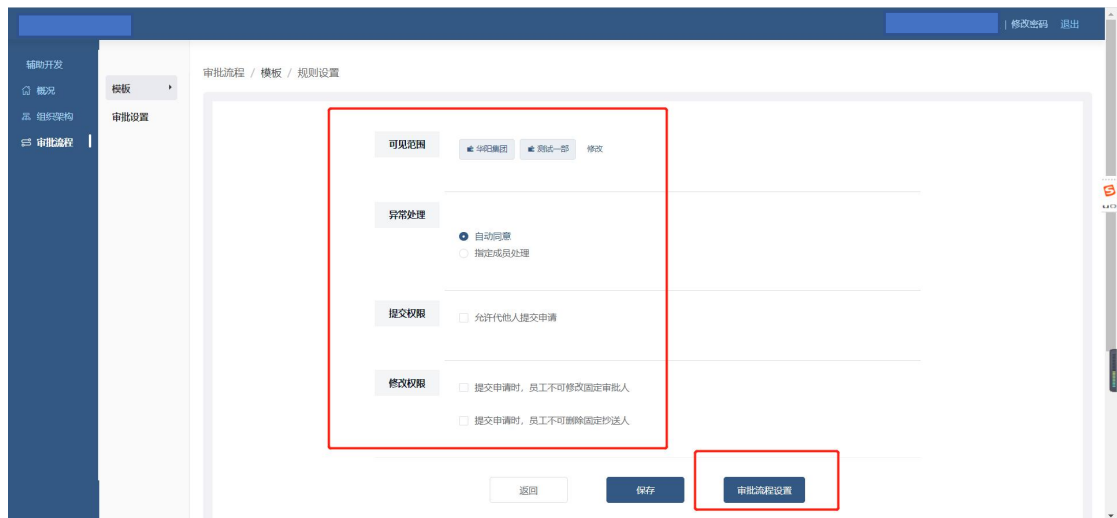 | 修改密码 退出
辅助开发
概况
组织架构
审批流程
模板
审批设置
审批流程 / 模板 / 规则设置
可见范围
华阳集团 测试一部 修改
异常处理
自动同意
指定成员处理
提交权限
允许代他人提交申请
修改权限
提交申请时，员工不可修改固定审批人
提交申请时，员工不可删除固定抄送人
返回 保存 审批流程设置